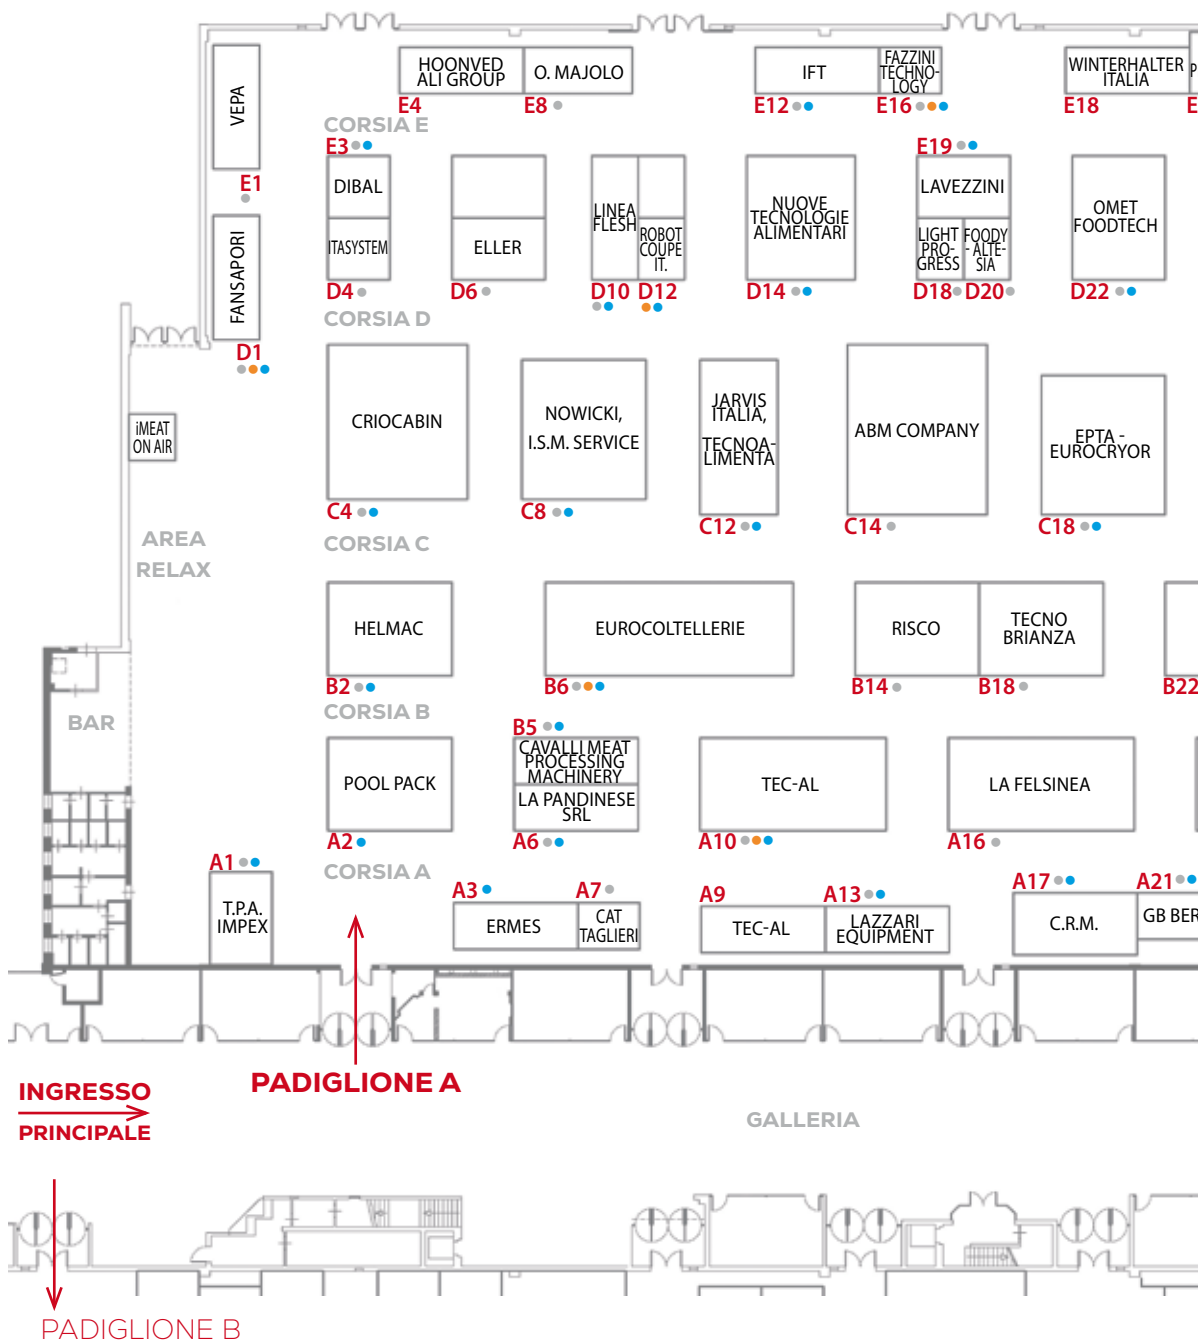 HOONVED
ALI GROUP
O. MAJOLO
IFT
FAZZINI
TECHNO-
LOGY
WINTERHALTER
ITALIA
P
VEPA
E4
E8
E12
E16
E18
E
CORSIA E
E3
E19
E1
DIBAL
LINEA
FLESH
NUOVE
TECNOLOGIE
ALIMENTARI
LAVEZZINI
OMET
FOODTECH
ITASYSTEM
ELLER
ROBOT
COUPE
IT.
LIGHT
PRO-
GRESS
FOODY
- ALTE-
SIA
FANSAPORI
D4
D6
D10
D12
D14
D18
D20
D22
CORSIA D
D1
iMEAT
ON AIR
CRIOCABIN
NOWICKI,
I.S.M. SERVICE
JARVIS
ITALIA,
TECNOA-
LIMENTA
ABM COMPANY
EPTA -
EUROCRYOR
C4
C8
C12
C14
C18
AREA
RELAX
CORSIA C
HELMAC
EUROCOLTELLERIE
RISCO
TECNO
BRIANZA
B2
B6
B14
B18
B22
BAR
CORSIA B
B5
POOL PACK
CAVALLI MEAT
PROCESSING
MACHINERY
LA PANDINESE
SRL
TEC-AL
LA FELSINEA
A2
A6
A10
A16
CORSIA A
A1
A3
A7
A9
A13
A17
A21
T.P.A.
IMPEX
ERMES
CAT
TAGLIERI
TEC-AL
LAZZARI
EQUIPMENT
C.R.M.
GB BER
INGRESSO
PRINCIPALE
PADIGLIONE A
GALLERIA
PADIGLIONE B